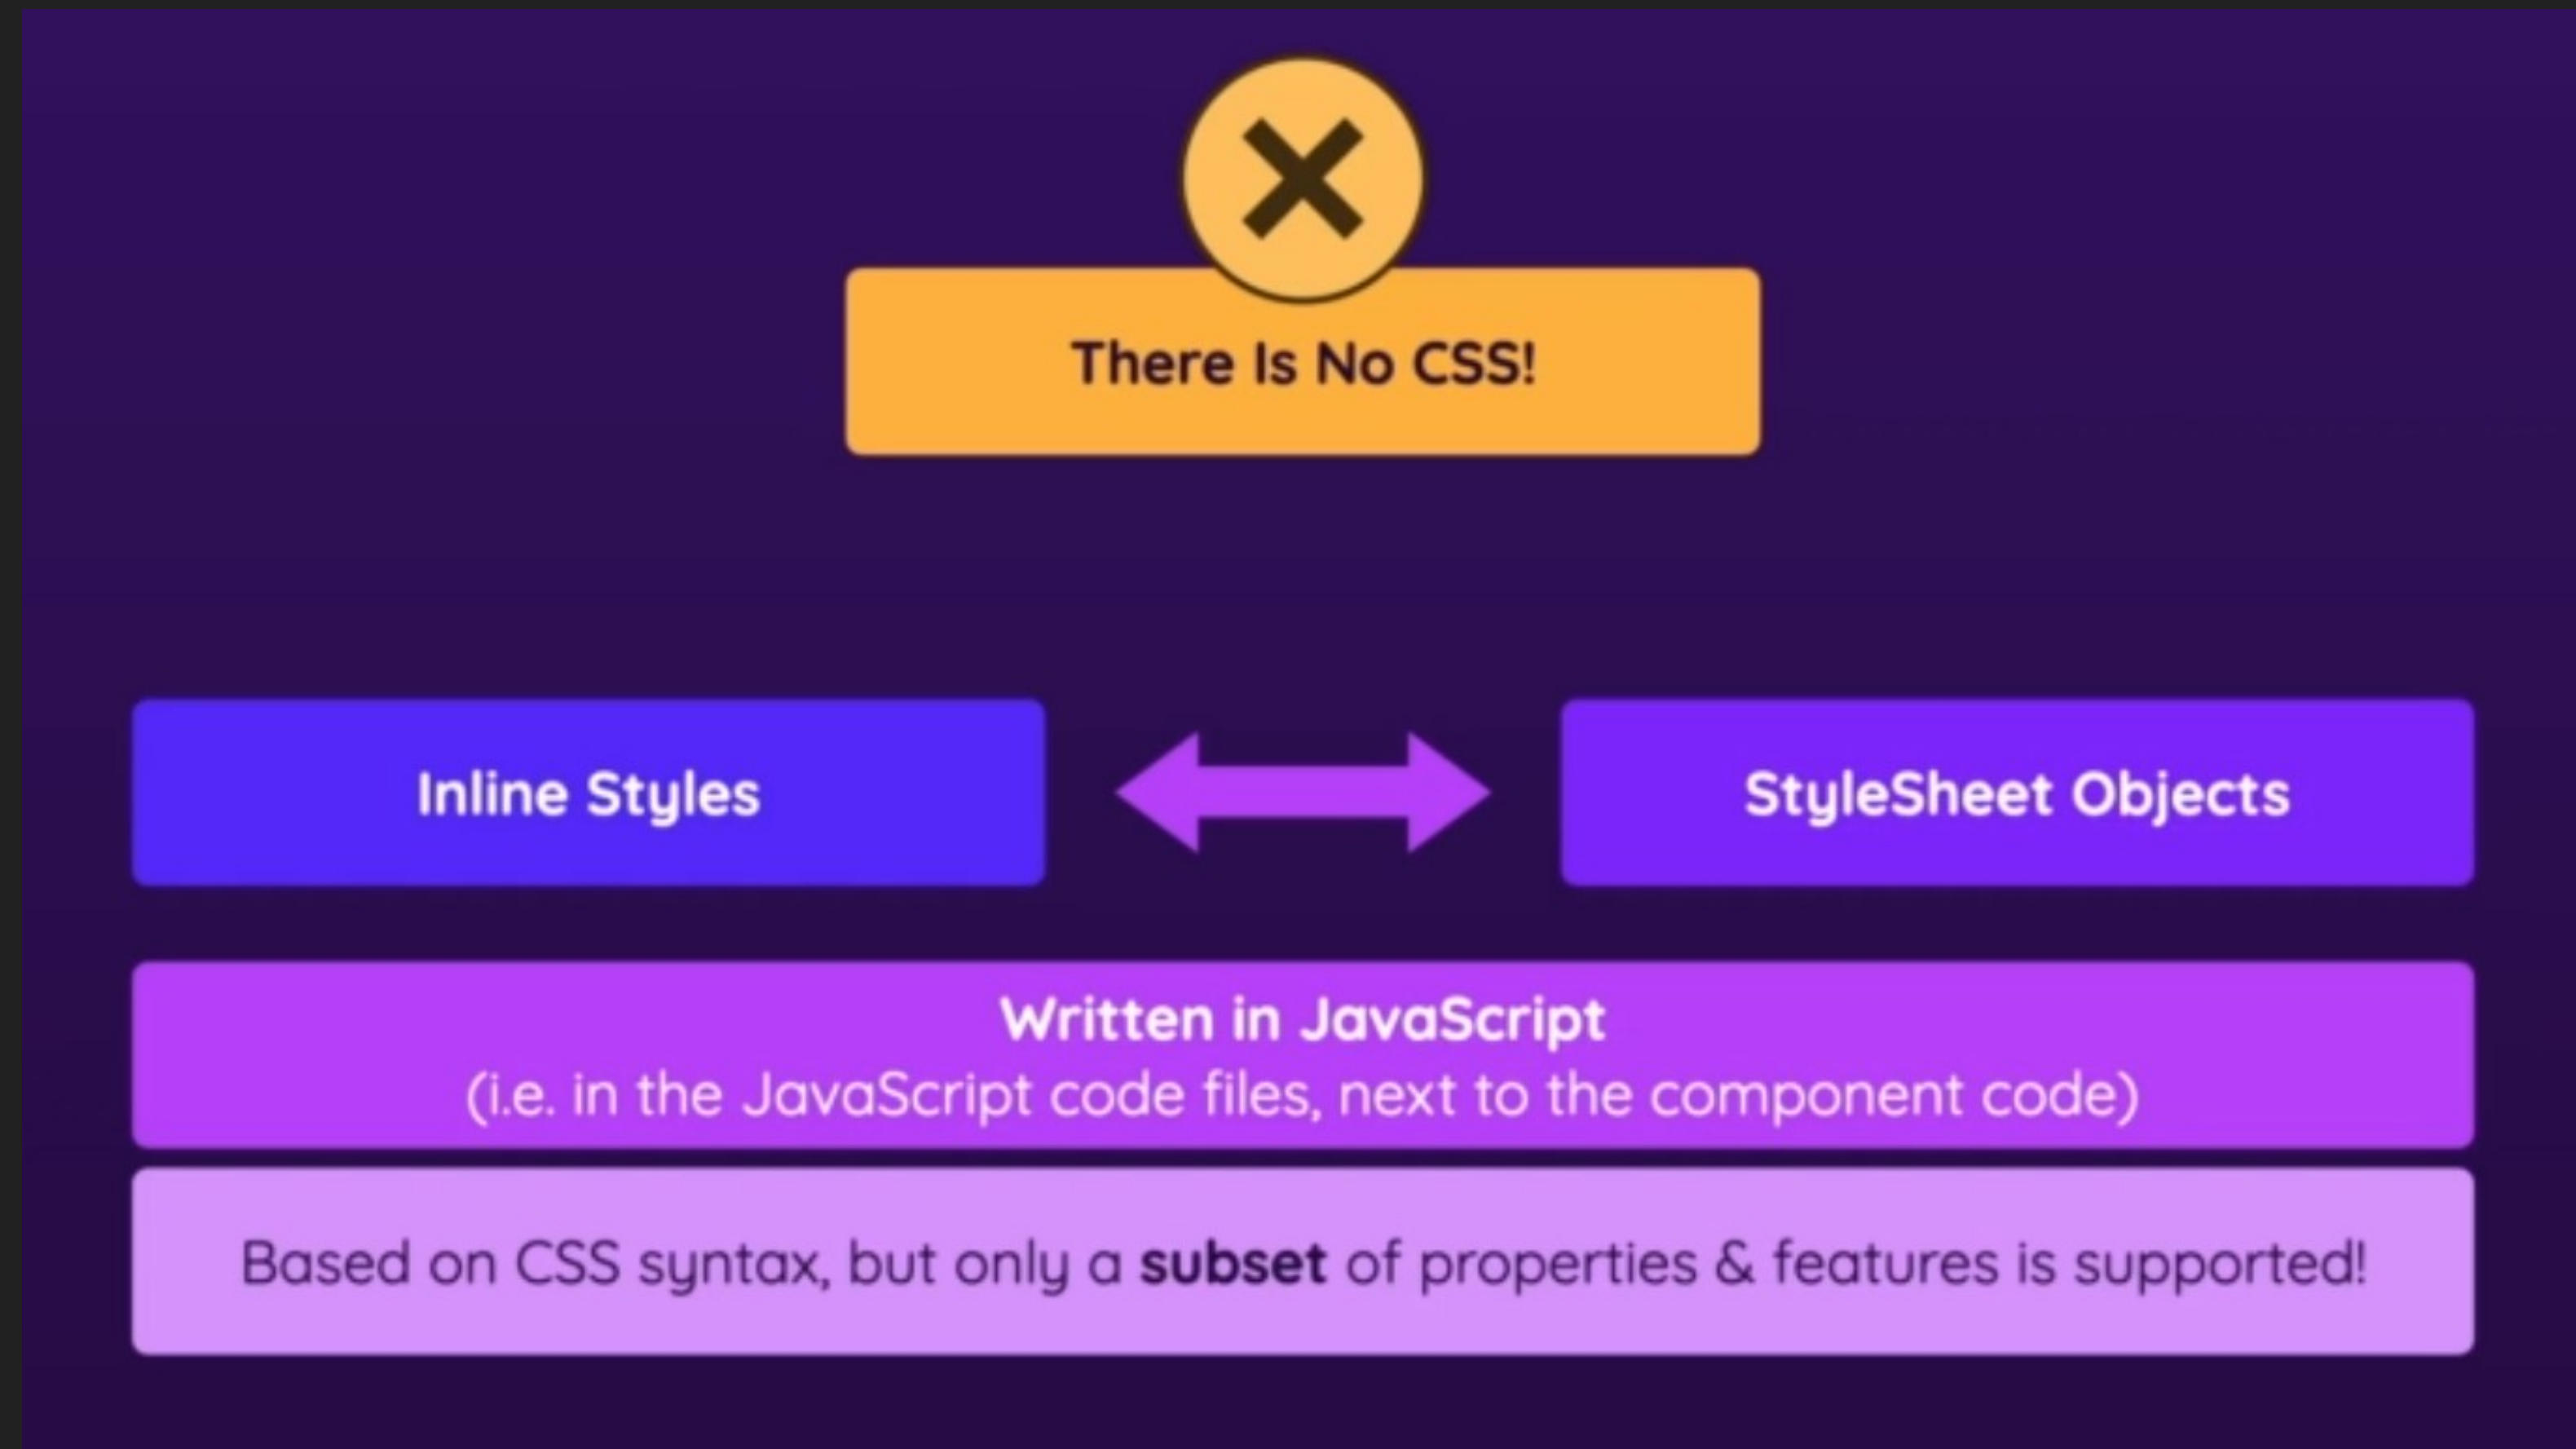 There Is No CSS!
Inline Styles
StyleSheet Objects
Written in JavaScript
(i.e. in the JavaScript code files, next to the component code)
Based on CSS syntax, but only a subset of properties & features is supported!